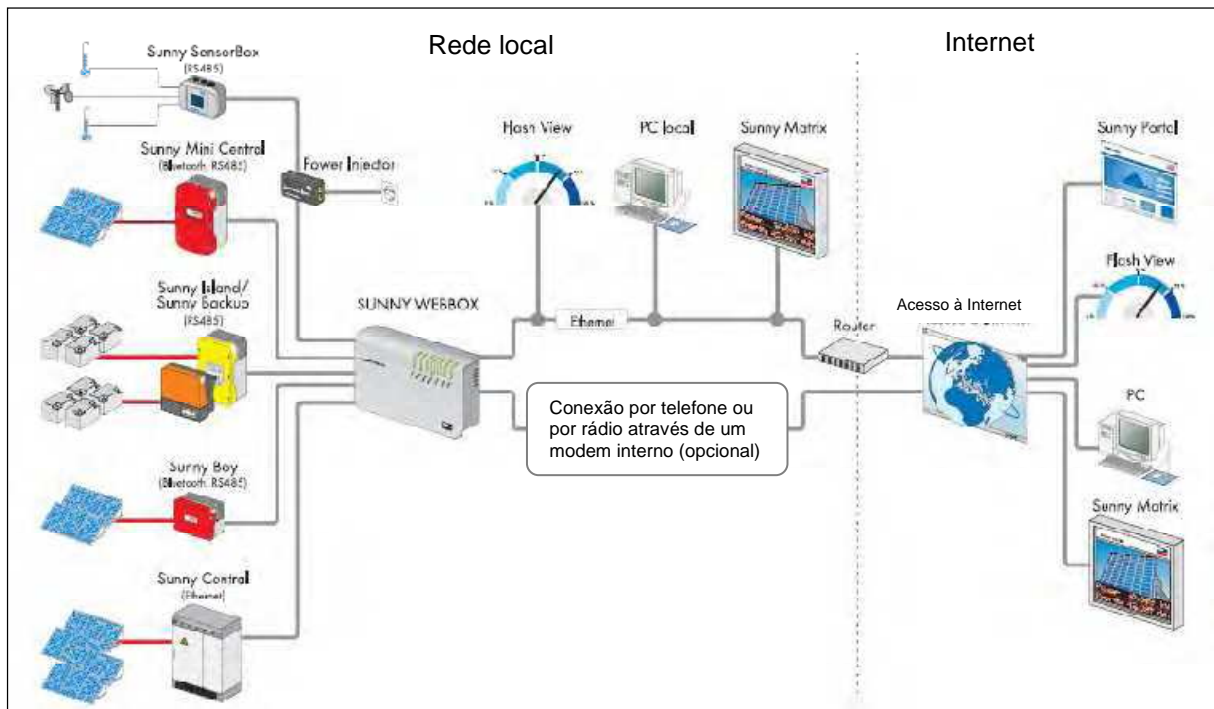 Rede local
Internet
Sunny SensorBox
(RS485)
Sunny Mini Central
(Bluetooth, RS485)
Power Injector
Flash View
PC local
Sunny Matrix
Sunny Portal
Flash View
Sunny Island/
Sunny Backup
(RS485)
SUNNY WEBBOX
Ethernet
Router
Acesso à Internet
Conexão por telefone ou
por rádio através de um
modem interno (opcional)
PC
Sunny Boy
(Bluetooth, RS485)
Sunny Matrix
Sunny Central
(Ethernet)